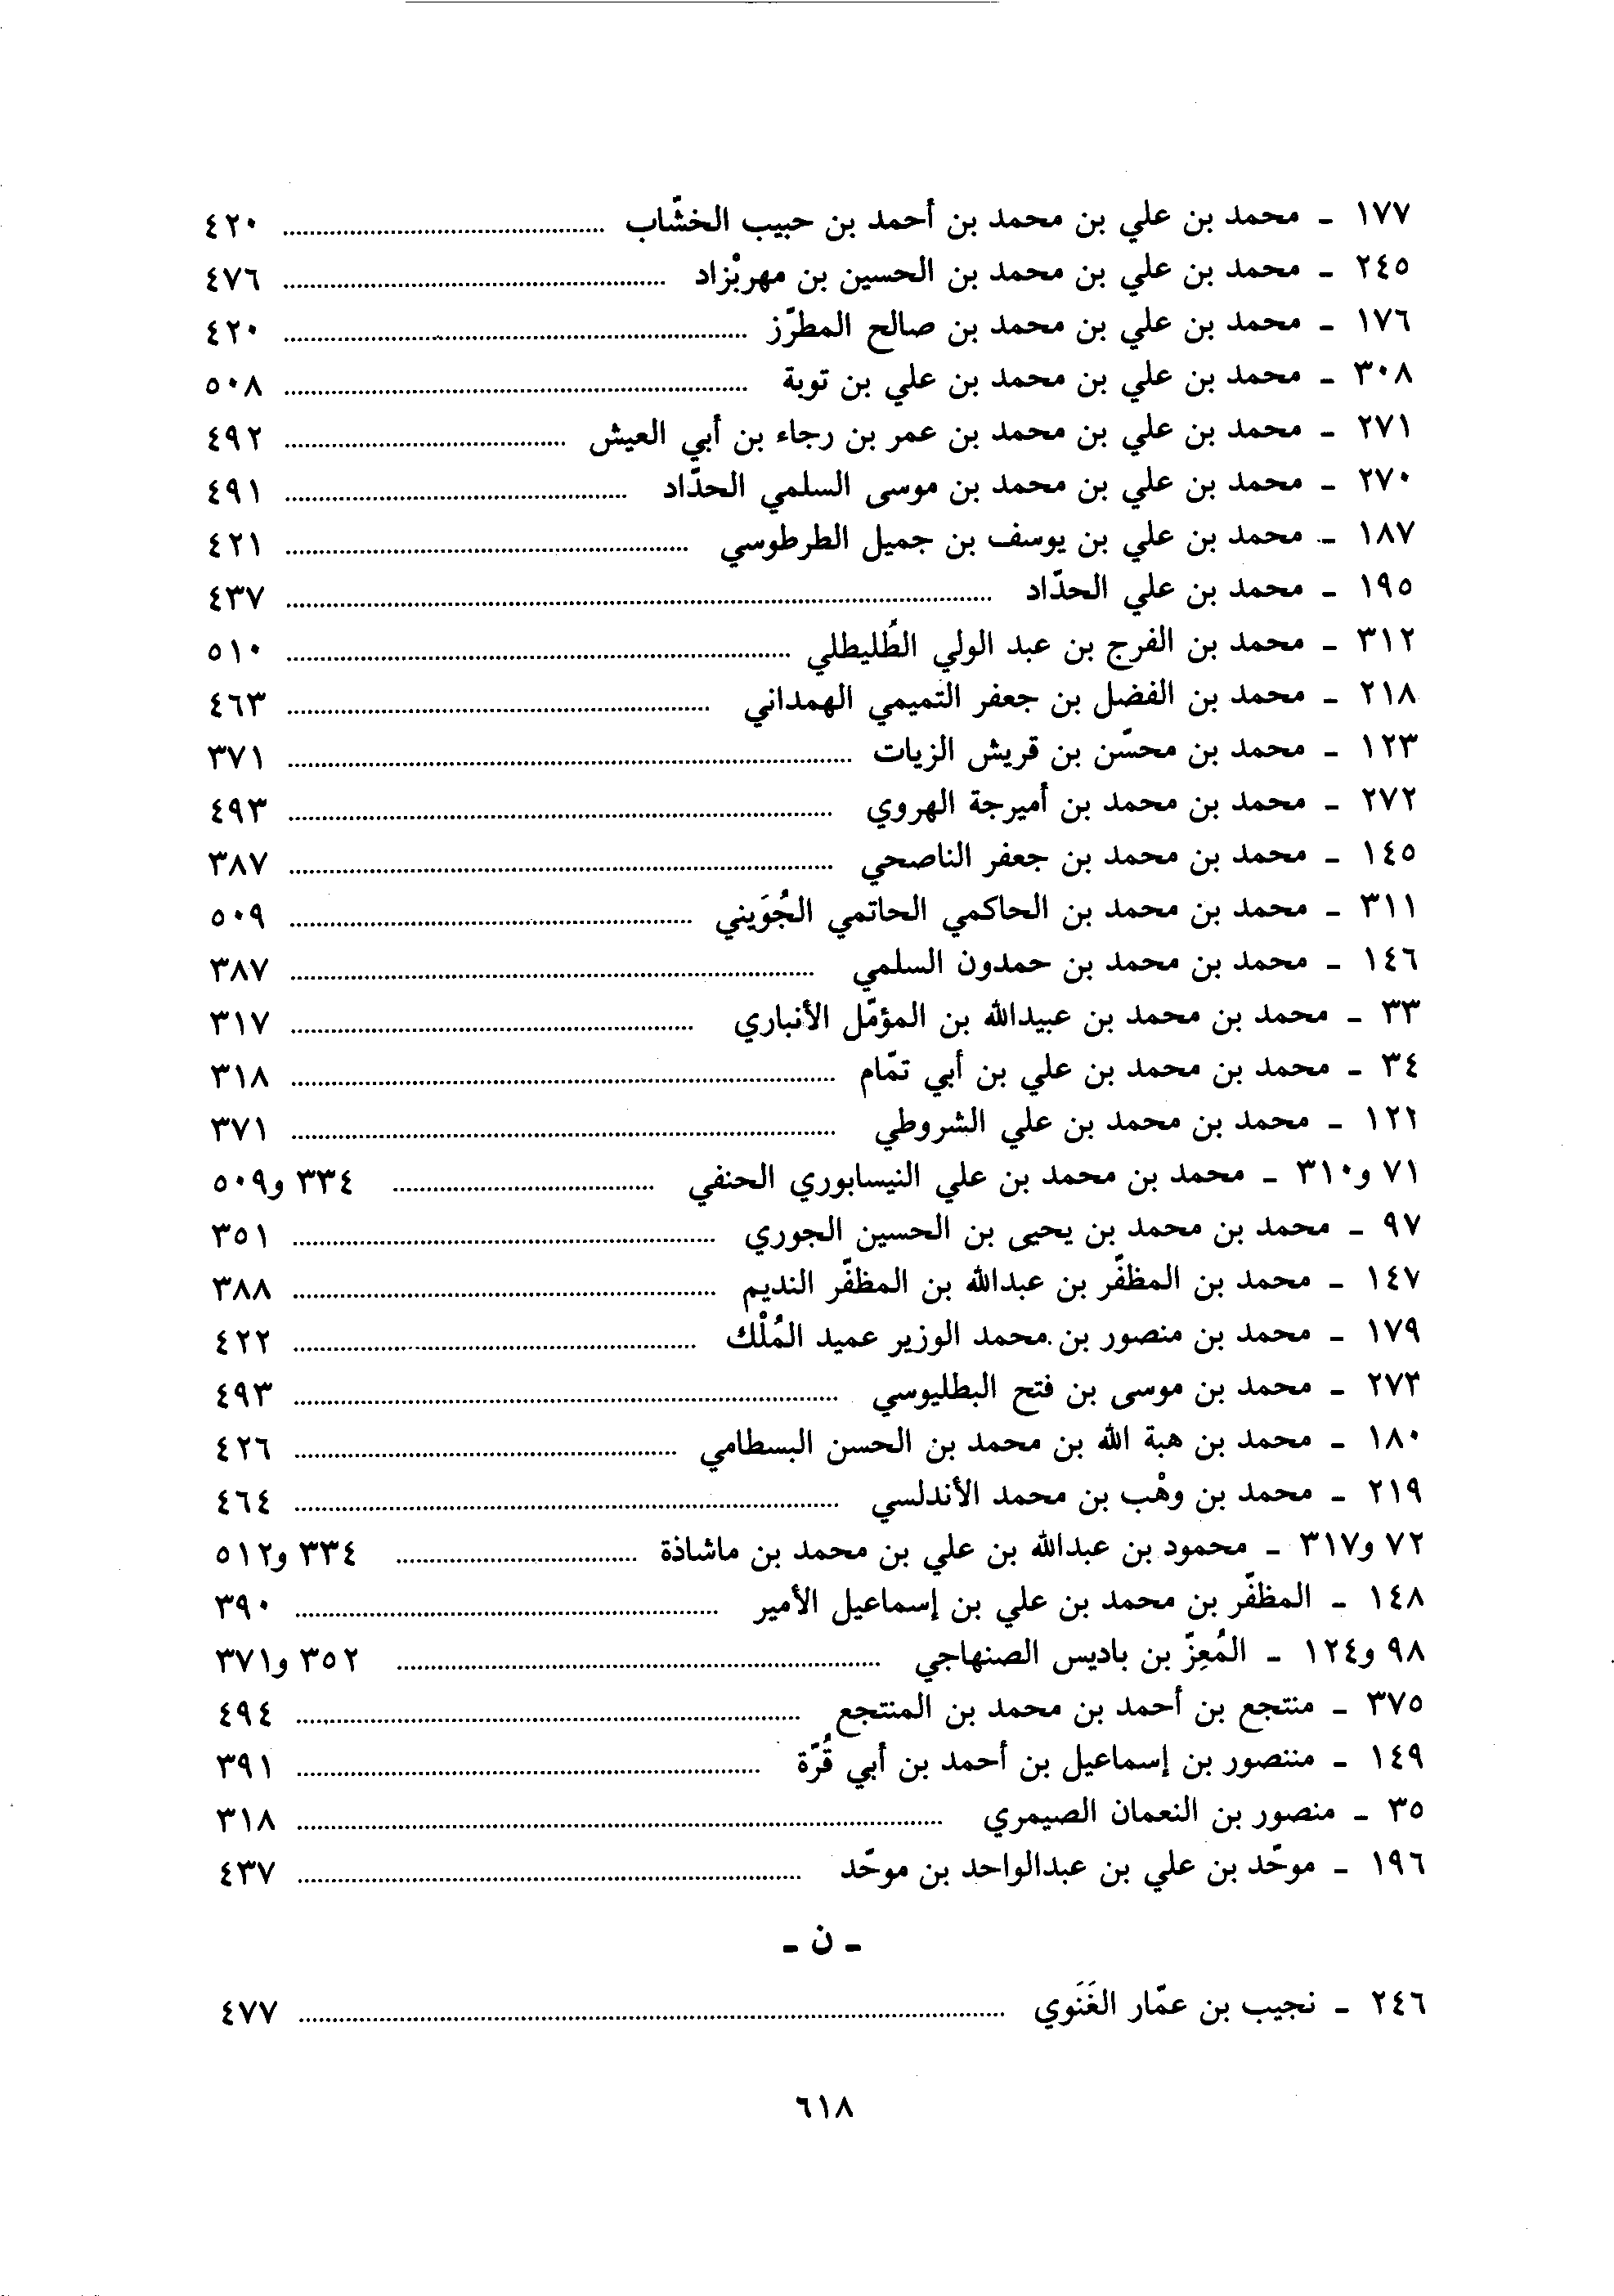 ١٧٧ - محمد بن علي بن محمد بن أحمد بن حبيب الخشّاب ........ ٤٢٠
٢٤٥ - محمد بن علي بن محمد بن الحسين بن مهربْزاد ........ ٤٧٦
١٧٦ - محمد بن علي بن محمد بن صالح المطرّز ........ ٤٢٠
٣٠٨ - محمد بن علي بن محمد بن علي بن توبة ........ ٥٠٨
٢٧١ - محمد بن علي بن محمد بن عمر بن رجاء بن أبي العيش ........ ٤٩٢
٢٧٠ - محمد بن علي بن محمد بن موسى السلمي الحدّاد ........ ٤٩١
١٨٧ - محمد بن علي بن يوسف بن جميل الطرطوسي ........ ٤٢١
١٩٥ - محمد بن علي الحدّاد ........ ٤٣٧
٣١٢ - محمد بن الفرج بن عبد الولي الطُليطلي ........ ٥١٠
٢١٨ - محمد بن الفضل بن جعفر التميمي الهمداني ........ ٤٦٣
١٢٣ - محمد بن محسّن بن قريش الزيات ........ ٣٧١
٢٧٢ - محمد بن محمد بن أميرجة الهروي ........ ٤٩٣
١٤٥ - محمد بن محمد بن جعفر الناصحي ........ ٣٨٧
٣١١ - محمد بن محمد بن الحاكمي الحاتمي الجُوَيني ........ ٥٠٩
١٤٦ - محمد بن محمد بن حمدون السلمي ........ ٣٨٧
٣٣ - محمد بن محمد بن عبيدالله بن المؤمّل الأنباري ........ ٣١٧
٣٤ - محمد بن محمد بن علي بن أبي تمّام ........ ٣١٨
١٢٢ - محمد بن محمد بن علي الشروطي ........ ٣٧١
٧١ و٣١٠ - محمد بن محمد بن علي النيسابوري الحنفي ........ ٣٣٤ و٥٠٩
٩٧ - محمد بن محمد بن يحيى بن الحسين الجوري ........ ٣٥١
١٤٧ - محمد بن المظفّر بن عبدالله بن المظفّر النديم ........ ٣٨٨
١٧٩ - محمد بن منصور بن محمد الوزير عميد المُلْك ........ ٤٢٢
٢٧٣ - محمد بن موسى بن فتح البطليوسي ........ ٤٩٣
١٨٠ - محمد بن هبة الله بن محمد بن الحسن البسطامي ........ ٤٢٦
٢١٩ - محمد بن وهْب بن محمد الأندلسي ........ ٤٦٤
٧٢ و٣١٧ - محمود بن عبدالله بن علي بن محمد بن ماشاذة ........ ٣٣٤ و٥١٢
١٤٨ - المظفّر بن محمد بن علي بن إسماعيل الأمير ........ ٣٩٠
٩٨ و١٢٤ - المُعِزّ بن باديس الصنهاجي ........ ٣٥٢ و٣٧١
٣٧٥ - منتجع بن أحمد بن محمد بن المنتجع ........ ٤٩٤
١٤٩ - مننصور بن إسماعيل بن أحمد بن أبي قُرّة ........ ٣٩١
٣٥ - منصور بن النعمان الصيمري ........ ٣١٨
١٩٦ - موحّد بن علي بن عبدالواحد بن موحّد ........ ٤٣٧
- ن -
٢٤٦ - نجيب بن عمّار الغَنَوي ........ ٤٧٧
٦١٨